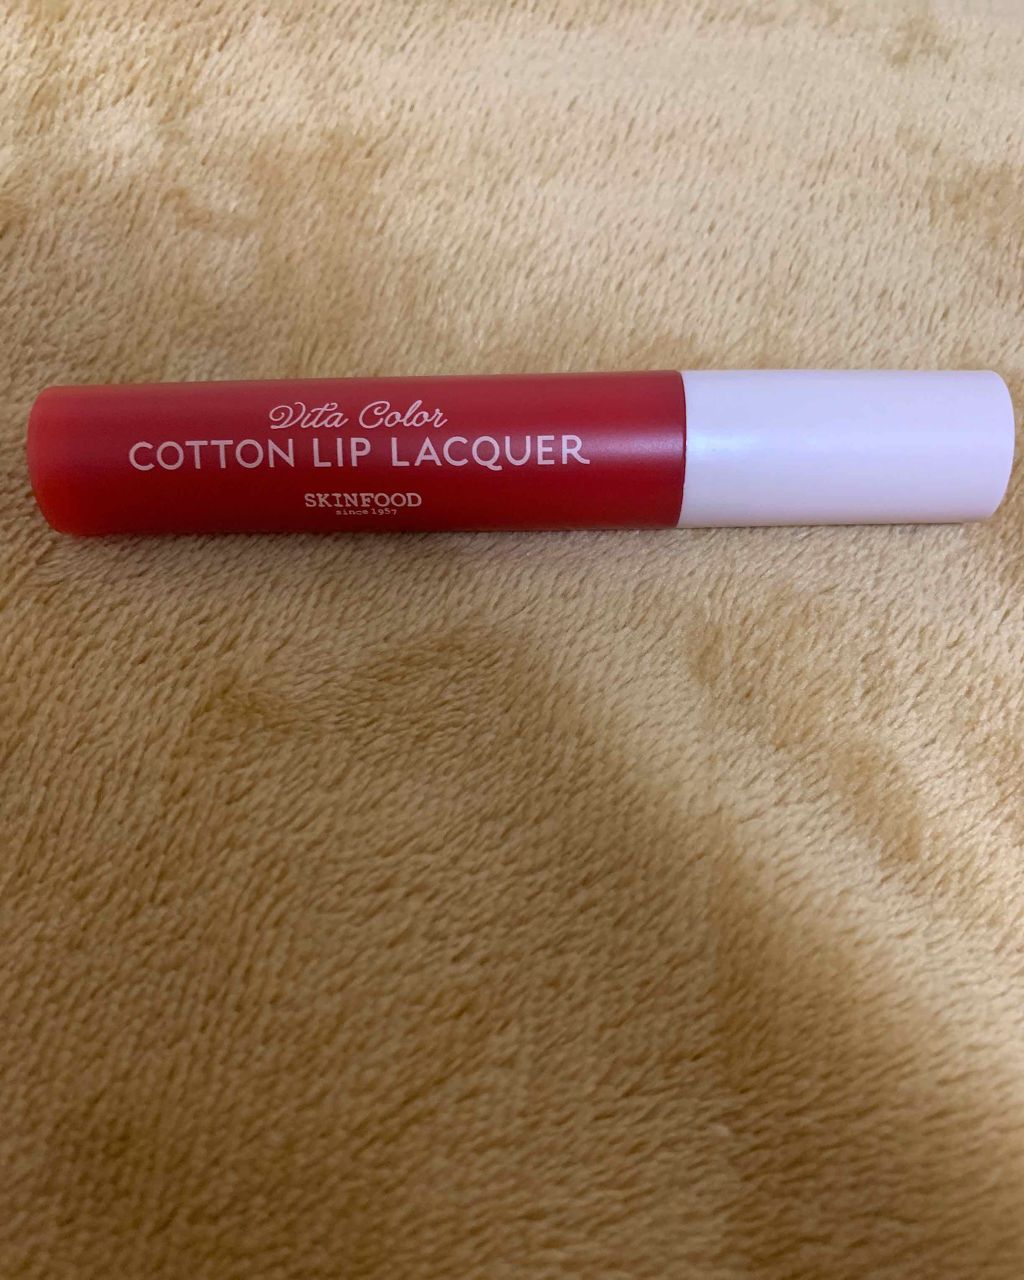 Vita Color
COTTON LIP LACQUER
SKINFOOD
since 1957